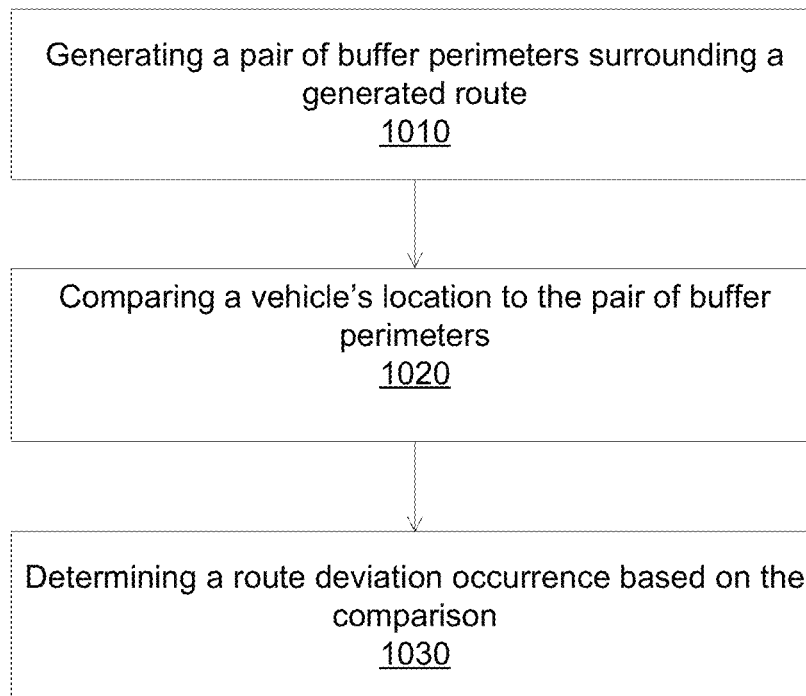 Generating a pair of buffer perimeters surrounding a
generated route
1010
Comparing a vehicle's location to the pair of buffer
perimeters
1020
Determining a route deviation occurrence based on the
comparison
1030